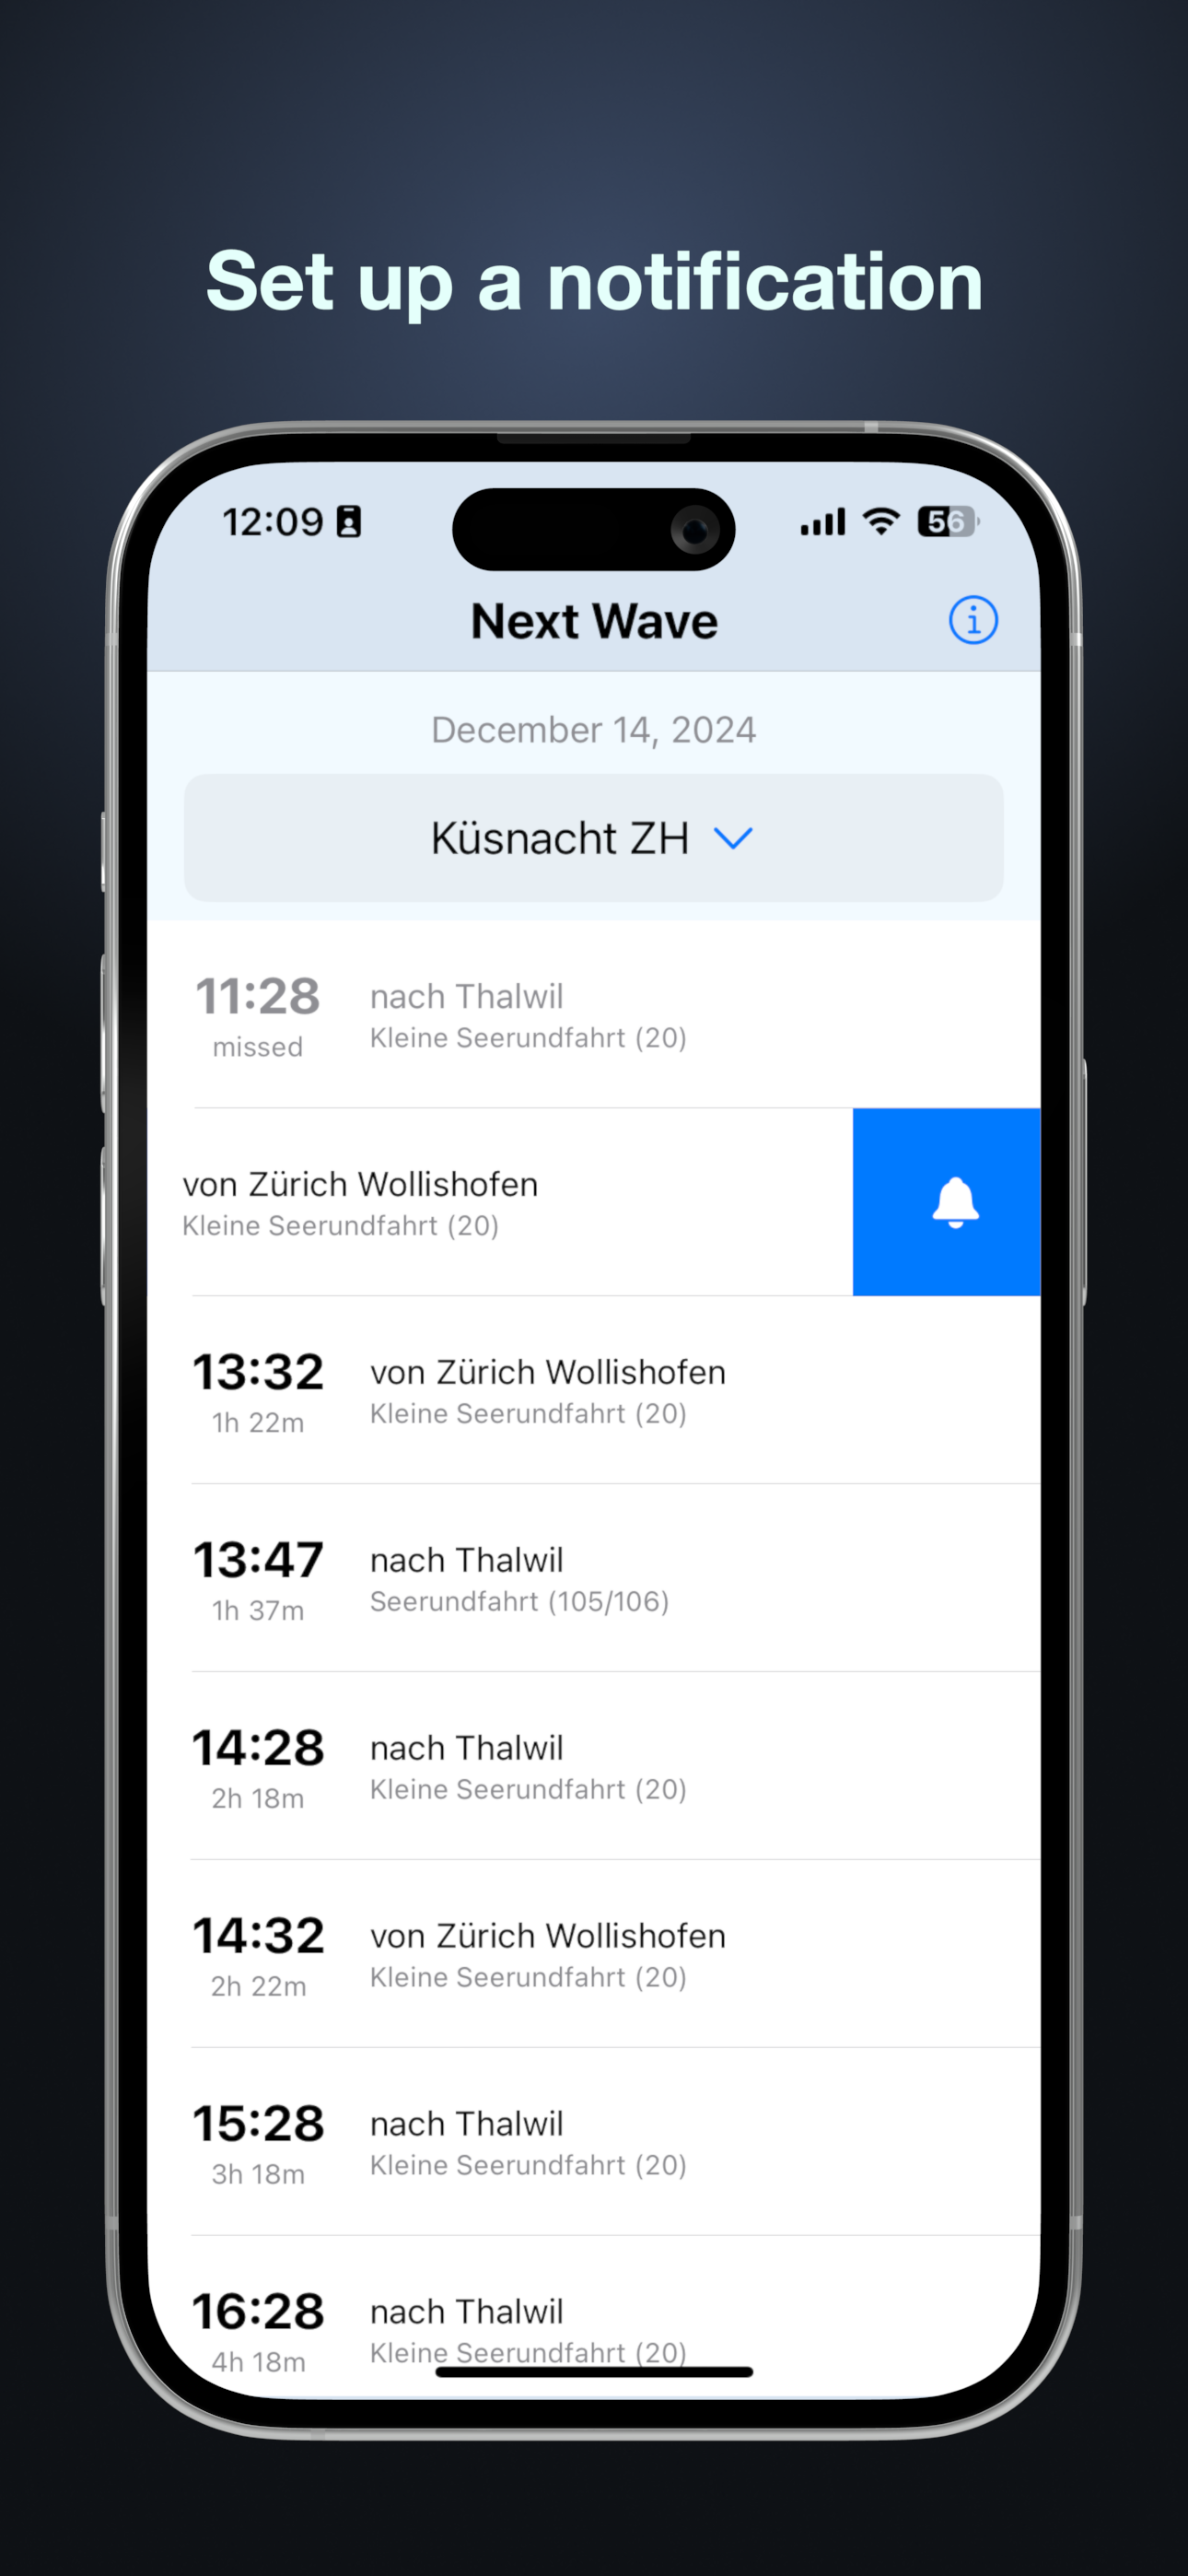 Set up a notification
12:09
56
Next Wave
December 14, 2024
Küsnacht ZH
11:28
nach Thalwil
missed
Kleine Seerundfahrt (20)
von Zürich Wollishofen
Kleine Seerundfahrt (20)
13:32
von Zürich Wollishofen
1h 22m
Kleine Seerundfahrt (20)
13:47
nach Thalwil
1h 37m
Seerundfahrt (105/106)
14:28
nach Thalwil
2h 18m
Kleine Seerundfahrt (20)
14:32
von Zürich Wollishofen
2h 22m
Kleine Seerundfahrt (20)
15:28
nach Thalwil
3h 18m
Kleine Seerundfahrt (20)
16:28
nach Thalwil
4h 18m
Kleine Seerundfahrt (20)